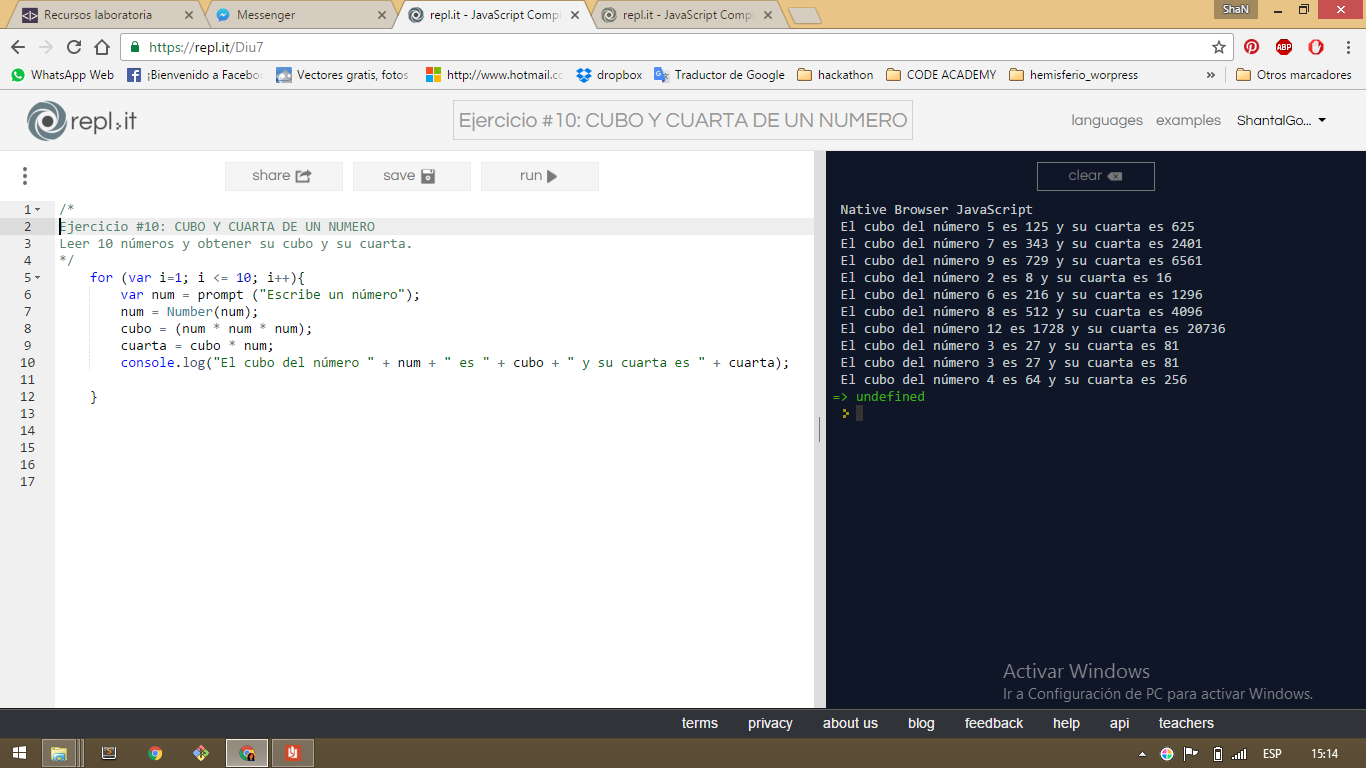 Recursos laboratoria
Messenger
repl.it - JavaScript Compi
repl.it - JavaScript Comp
ShaN
https://repl.it/Diu7
ABP
WhatsApp Web
¡Bienvenido a Facebo
Vectores gratis, fotos
http://www.hotmail.co
dropbox
Traductor de Google
hackathon
CODE ACADEMY
hemisferio_worpress
»
Otros marcadores
repl.it
Ejercicio #10: CUBO Y CUARTA DE UN NUMERO
languages
examples
ShantalGo...
share
save
run
clear
1 /*
2 Ejercicio #10: CUBO Y CUARTA DE UN NUMERO
3 Leer 10 números y obtener su cubo y su cuarta.
4 */
5 for (var i=1; i <= 10; i++){
6 var num = prompt ("Escribe un número");
7 num = Number(num);
8 cubo = (num * num * num);
9 cuarta = cubo * num;
10 console.log("El cubo del número " + num + " es " + cubo + " y su cuarta es " + cuarta);
11
12 }
13
14
15
16
17
Native Browser JavaScript
El cubo del número 5 es 125 y su cuarta es 625
El cubo del número 7 es 343 y su cuarta es 2401
El cubo del número 9 es 729 y su cuarta es 6561
El cubo del número 2 es 8 y su cuarta es 16
El cubo del número 6 es 216 y su cuarta es 1296
El cubo del número 8 es 512 y su cuarta es 4096
El cubo del número 12 es 1728 y su cuarta es 20736
El cubo del número 3 es 27 y su cuarta es 81
El cubo del número 3 es 27 y su cuarta es 81
El cubo del número 4 es 64 y su cuarta es 256
=> undefined
Activar Windows
Ir a Configuración de PC para activar Windows.
terms
privacy
about us
blog
feedback
help
api
teachers
ESP
15:14